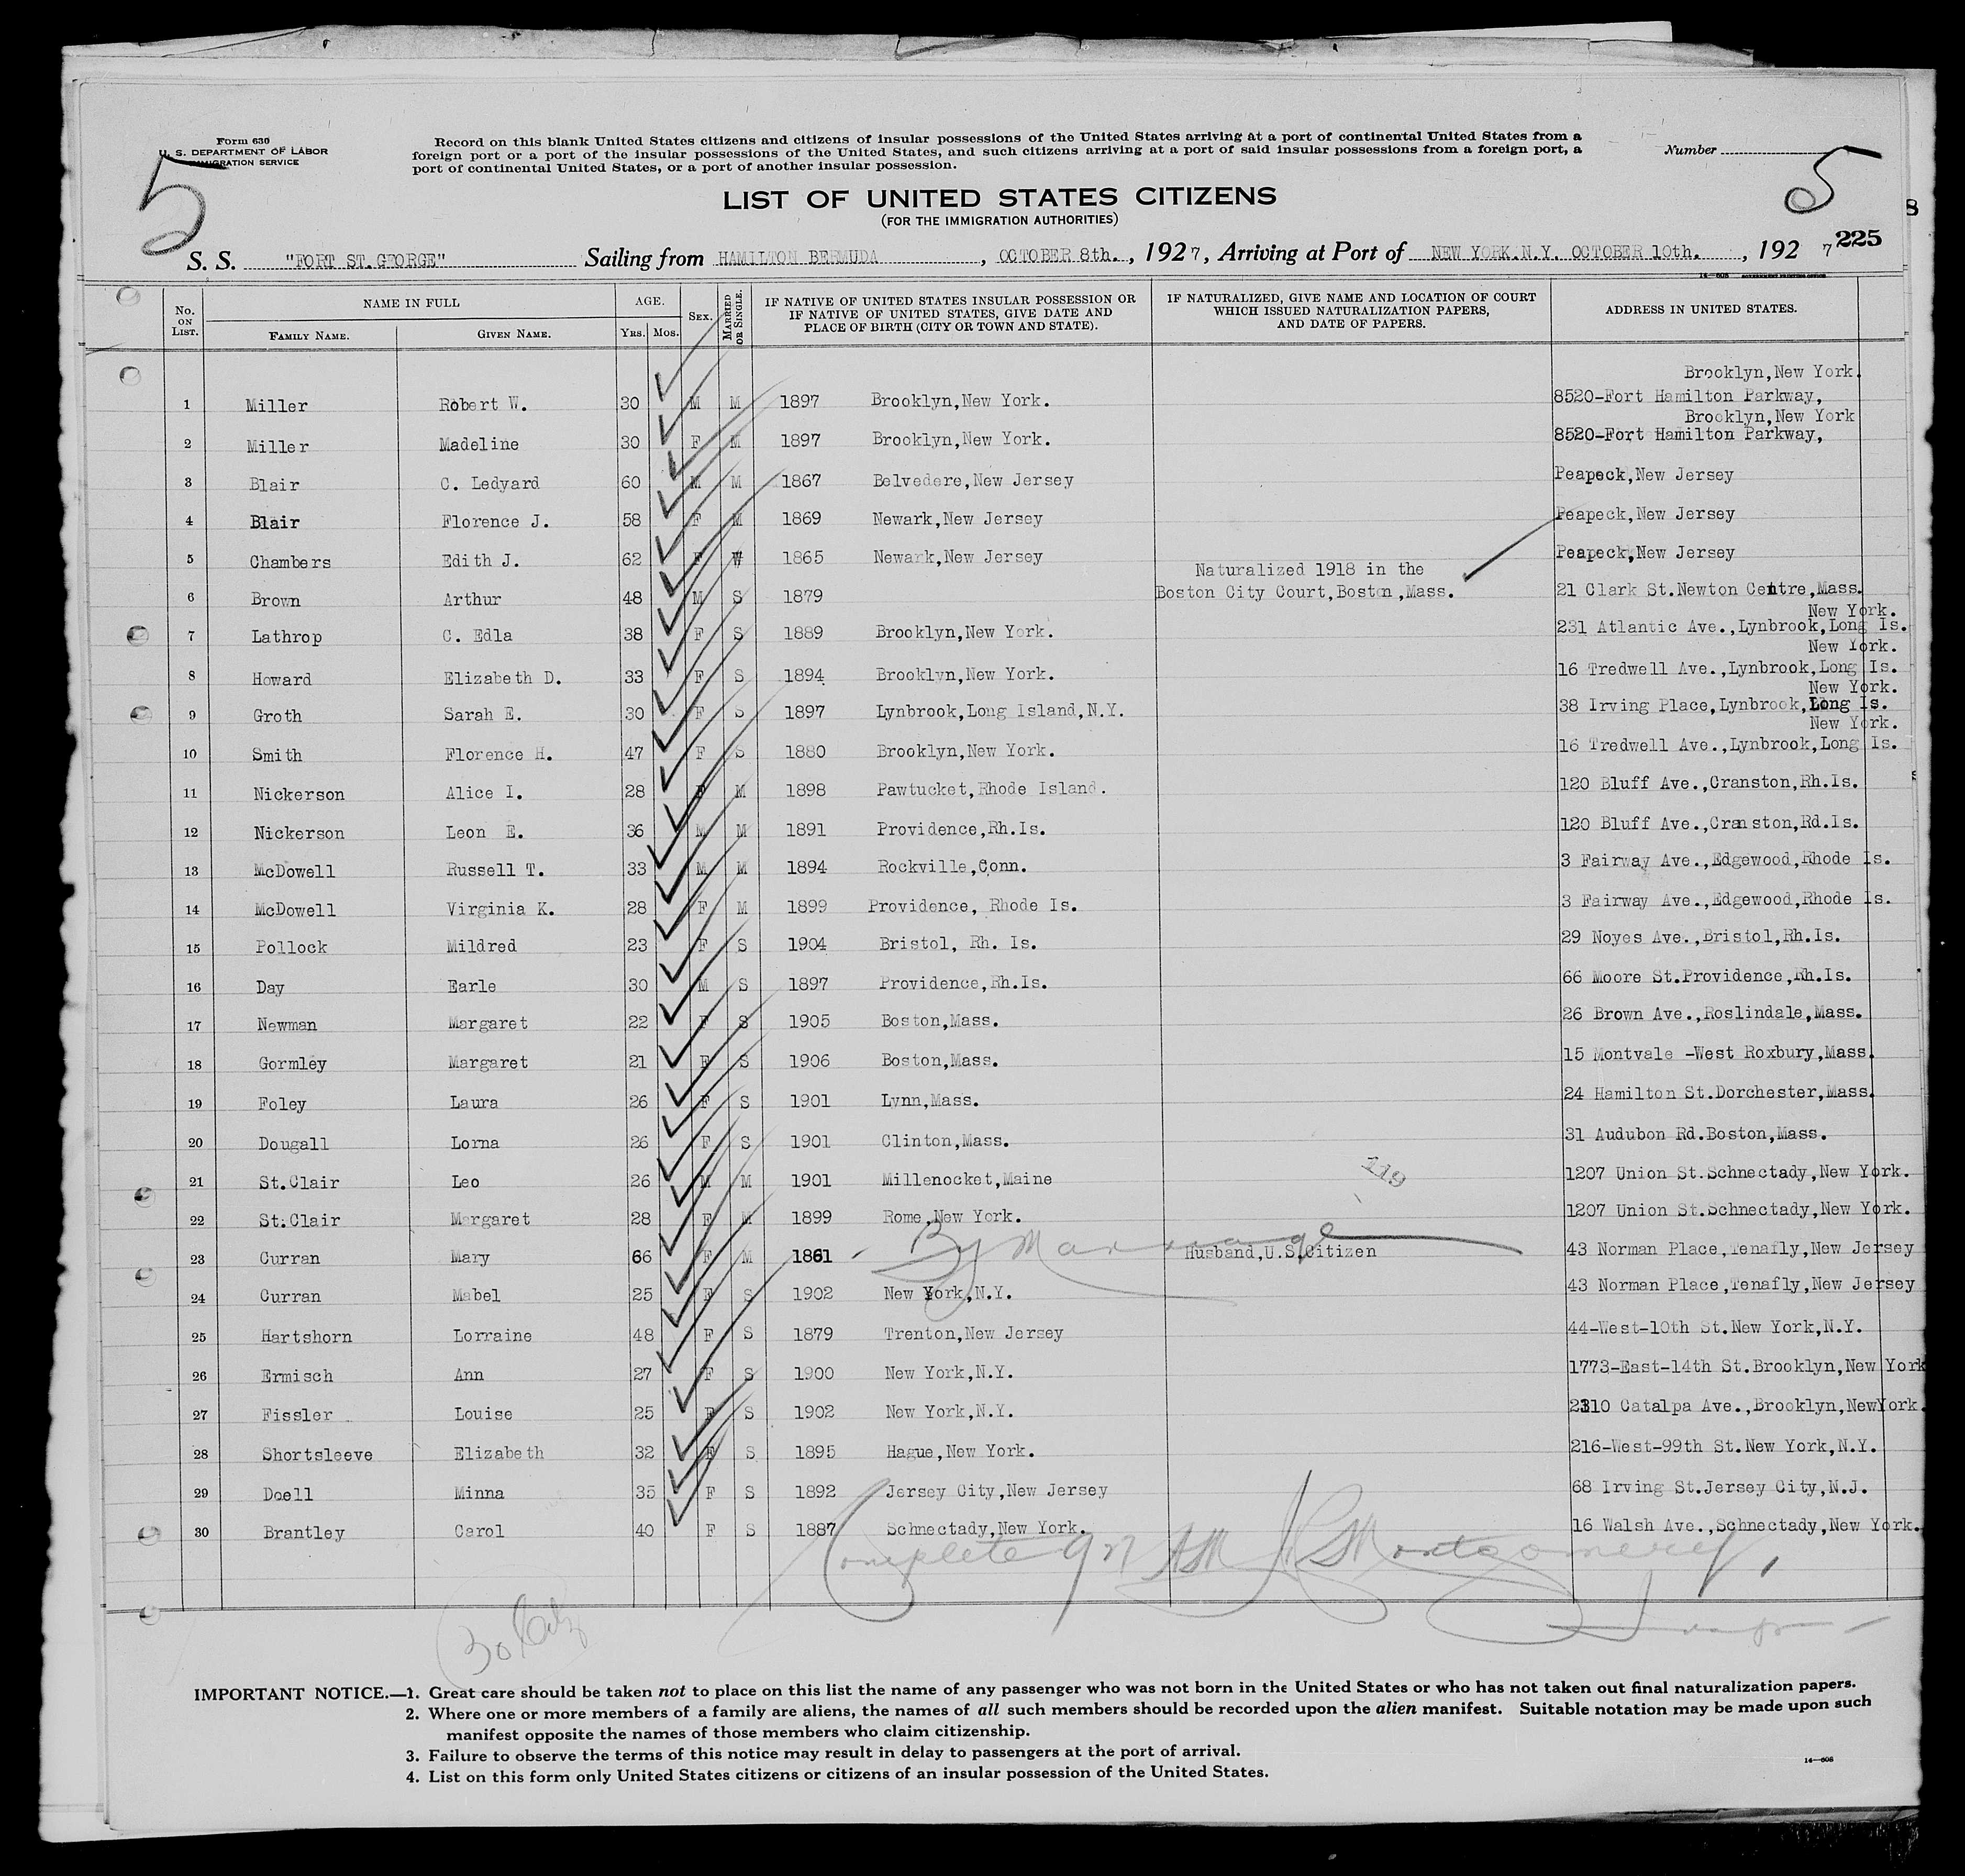 Form 630
U. S. DEPARTMENT OF LABOR
IMMIGRATION SERVICE
Record on this blank United States citizens and citizens of insular possessions of the United States arriving at a port of continental United States from a
foreign port or a port of the insular possessions of the United States, and such citizens arriving at a port of said insular possessions from a foreign port, a
port of continental United States, or a port of another insular possession.
Number
5
5
8
LIST OF UNITED STATES CITIZENS
(FOR THE IMMIGRATION AUTHORITIES)
225
S. S. "FORT ST.GEORGE" Sailing from HAMILTON BERMUDA , OCTOBER 8th. , 1927, Arriving at Port of NEW YORK.N.Y. OCTOBER 10th. , 192 7
16—608 GOVERNMENT PRINTING OFFICE
No. ON LIST. NAME IN FULL AGE. SEX. MARRIED OR SINGLE. IF NATIVE OF UNITED STATES INSULAR POSSESSION OR IF NATIVE OF UNITED STATES, GIVE DATE AND PLACE OF BIRTH (CITY OR TOWN AND STATE). IF NATURALIZED, GIVE NAME AND LOCATION OF COURT WHICH ISSUED NATURALIZATION PAPERS, AND DATE OF PAPERS. ADDRESS IN UNITED STATES.
FAMILY NAME. GIVEN NAME. YRS. MOS.
Brooklyn,New York.
1 Miller Robert W. 30 M M 1897 Brooklyn,New York. 8520-Fort Hamilton Parkway,
Brooklyn,New York
2 Miller Madeline 30 F M 1897 Brooklyn,New York. 8520-Fort Hamilton Parkway,
3 Blair C. Ledyard 60 M M 1867 Belvedere,New Jersey Peapeck,New Jersey
4 Blair Florence J. 58 F M 1869 Newark,New Jersey Peapeck,New Jersey
5 Chambers Edith J. 62 F W 1865 Newark,New Jersey Peapeck,New Jersey
Naturalized 1918 in the
6 Brown Arthur 48 M S 1879 Boston City Court,Boston,Mass. 21 Clark St.Newton Centre,Mass.
New York.
7 Lathrop C. Edla 38 F S 1889 Brooklyn,New York. 231 Atlantic Ave.,Lynbrook,Long Is.
New York.
8 Howard Elizabeth D. 33 F S 1894 Brooklyn,New York. 16 Tredwell Ave.,Lynbrook,Long Is.
New York.
9 Groth Sarah E. 30 F S 1897 Lynbrook,Long Island,N.Y. 38 Irving Place,Lynbrook,Long Is.
New York.
10 Smith Florence H. 47 F S 1880 Brooklyn,New York. 16 Tredwell Ave.,Lynbrook,Long Is.
11 Nickerson Alice I. 28 F M 1898 Pawtucket,Rhode Island. 120 Bluff Ave.,Cranston,Rh.Is.
12 Nickerson Leon E. 36 M M 1891 Providence,Rh.Is. 120 Bluff Ave.,Cranston,Rd.Is.
13 McDowell Russell T. 33 M M 1894 Rockville,Conn. 3 Fairway Ave.,Edgewood,Rhode Is.
14 McDowell Virginia K. 28 F M 1899 Providence, Rhode Is. 3 Fairway Ave.,Edgewood,Rhode Is.
15 Pollock Mildred 23 F S 1904 Bristol, Rh. Is. 29 Noyes Ave.,Bristol,Rh.Is.
16 Day Earle 30 M S 1897 Providence,Rh.Is. 66 Moore St.Providence,Rh.Is.
17 Newman Margaret 22 F S 1905 Boston,Mass. 26 Brown Ave.,Roslindale,Mass.
18 Gormley Margaret 21 F S 1906 Boston,Mass. 15 Montvale -West Roxbury,Mass.
19 Foley Laura 26 F S 1901 Lynn,Mass. 24 Hamilton St.Dorchester,Mass.
20 Dougall Lorna 26 F S 1901 Clinton,Mass. 31 Audubon Rd.Boston,Mass.
119
21 St.Clair Leo 26 M M 1901 Millenocket,Maine 1207 Union St.Schnectady,New York.
22 St.Clair Margaret 28 F M 1899 Rome,New York. 1207 Union St.Schnectady,New York.
23 Curran Mary 66 F M 1861 - By Marriage Husband,U.S.Citizen 43 Norman Place,Tenafly,New Jersey
24 Curran Mabel 25 F S 1902 New York,N.Y. 43 Norman Place,Tenafly,New Jersey
25 Hartshorn Lorraine 48 F S 1879 Trenton,New Jersey 44-West-10th St.New York,N.Y.
26 Ermisch Ann 27 F S 1900 New York,N.Y. 1773-East-14th St.Brooklyn,New York
27 Fissler Louise 25 F S 1902 New York,N.Y. Catalpa Ave.,Brooklyn,NewYork.
28 Shortsleeve Elizabeth 32 F S 1895 Hague,New York. 216-West-99th St.New York,N.Y.
29 Doell Minna 35 F S 1892 Jersey City,New Jersey 68 Irving St.Jersey City,N.J.
30 Brantley Carol 40 F S 1887 Schnectady,New York. 16 Walsh Ave.,Schnectady,New York.
Complete Montgomery,
30
IMPORTANT NOTICE.—1. Great care should be taken not to place on this list the name of any passenger who was not born in the United States or who has not taken out final naturalization papers.
2. Where one or more members of a family are aliens, the names of all such members should be recorded upon the alien manifest. Suitable notation may be made upon such
manifest opposite the names of those members who claim citizenship.
3. Failure to observe the terms of this notice may result in delay to passengers at the port of arrival.
4. List on this form only United States citizens or citizens of an insular possession of the United States.
16—608